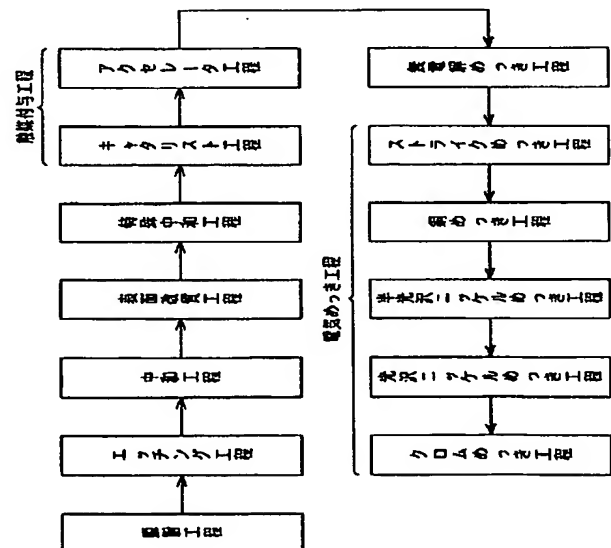 エッチング工程
中和工程
表面改質工程
キャタリスト工程
アクセレータ工程
触媒付与工程
無電解めっき工程
ストライクめっき工程
銅めっき工程
半光沢ニッケルめっき工程
光沢ニッケルめっき工程
クロムめっき工程
電気めっき工程